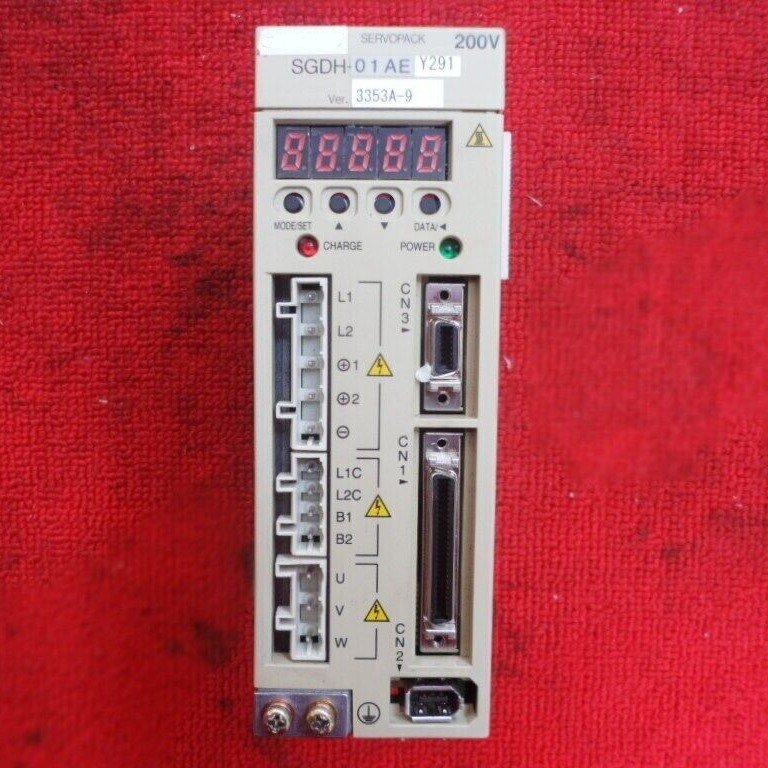 SERVOPACK 200V
SGDH-01AE Y291
Ver. 3353A-9
88888
MODE/SET ▲ ▼ DATA/◀
CHARGE POWER
CN3
L1
L2
⊕1
⊕2
⊖
CN1
L1C
L2C
B1
B2
U
V
W
CN2